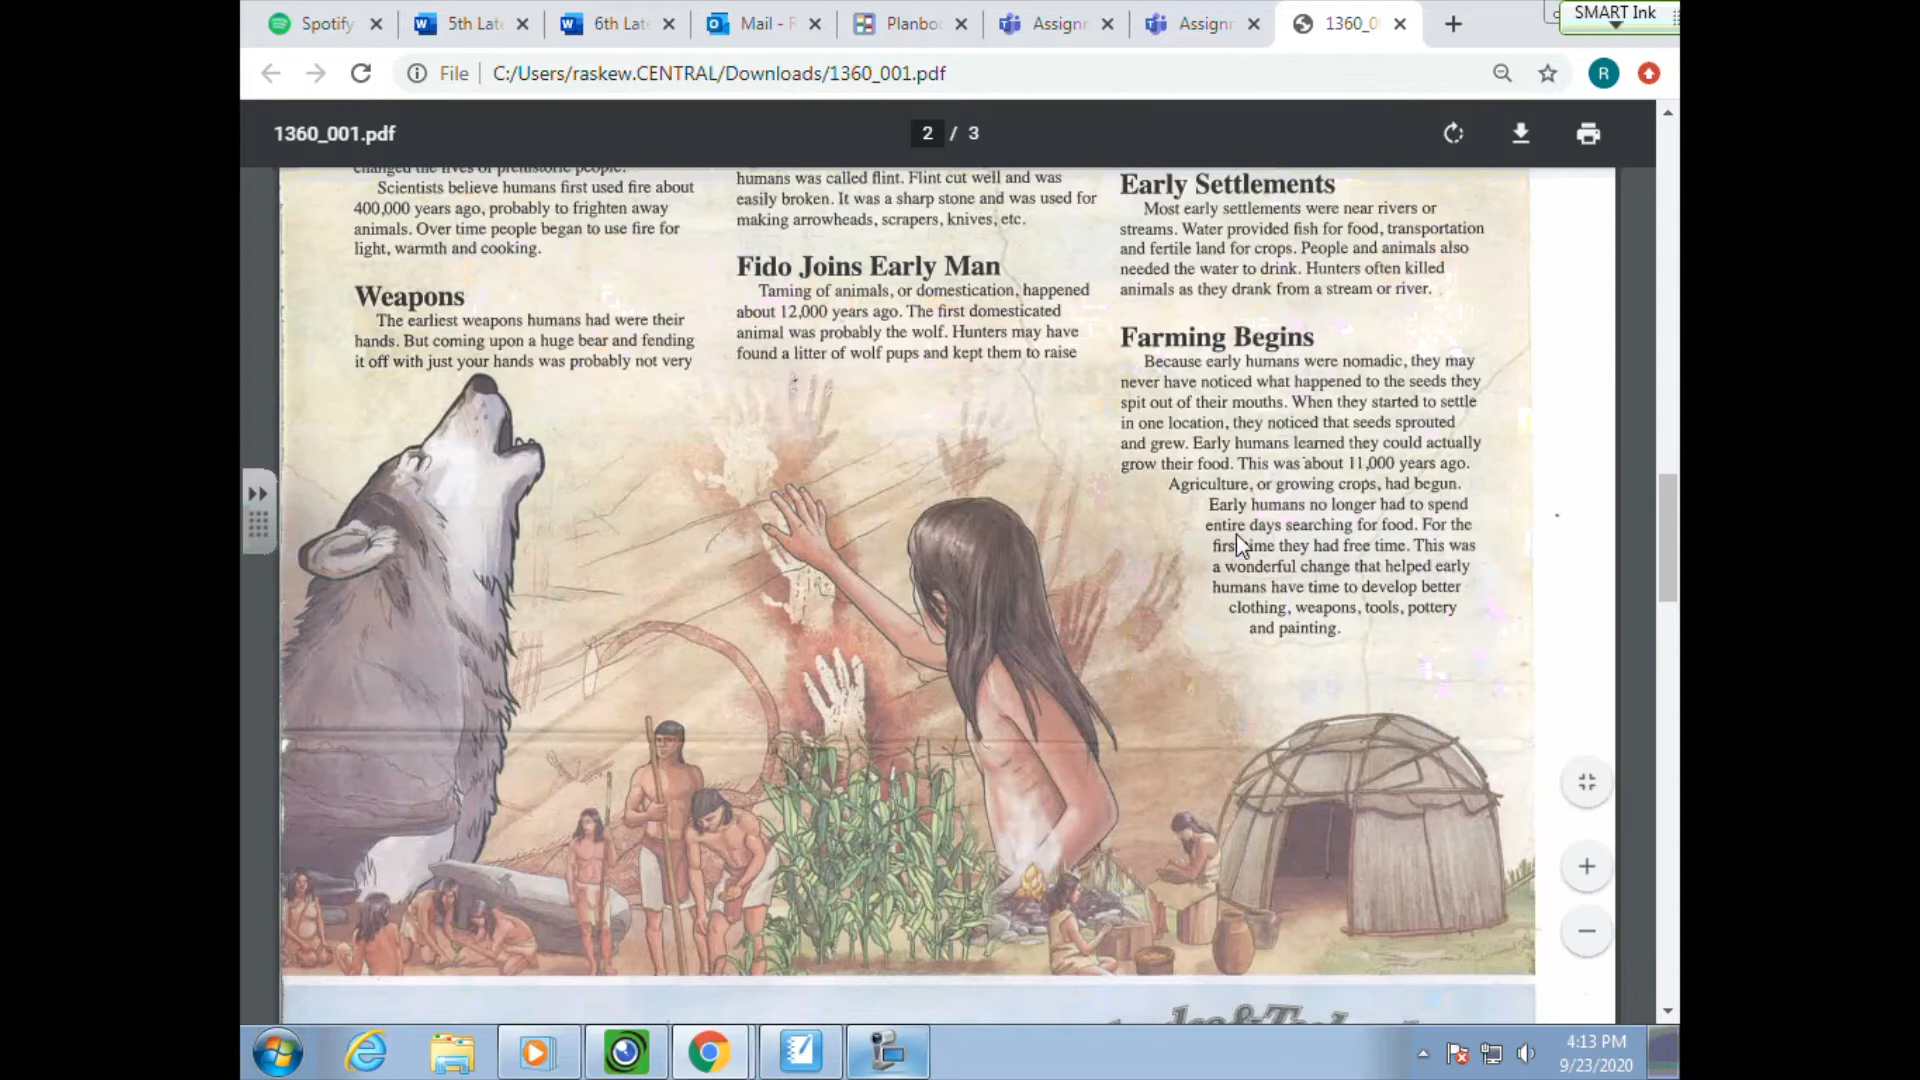 SMART Ink
Spotify
5th Late
6th Late
Mail - R
Planbo
Assignr
Assignr
1360_0
File
C:/Users/raskew.CENTRAL/Downloads/1360_001.pdf
R
1360_001.pdf
2 / 3
changed the lives of prehistoric people.
Scientists believe humans first used fire about
400,000 years ago, probably to frighten away
animals. Over time people began to use fire for
light, warmth and cooking.
Weapons
The earliest weapons humans had were their
hands. But coming upon a huge bear and fending
it off with just your hands was probably not very
humans was called flint. Flint cut well and was
easily broken. It was a sharp stone and was used for
making arrowheads, scrapers, knives, etc.
Fido Joins Early Man
Taming of animals, or domestication, happened
about 12,000 years ago. The first domesticated
animal was probably the wolf. Hunters may have
found a litter of wolf pups and kept them to raise
Early Settlements
Most early settlements were near rivers or
streams. Water provided fish for food, transportation
and fertile land for crops. People and animals also
needed the water to drink. Hunters often killed
animals as they drank from a stream or river.
Farming Begins
Because early humans were nomadic, they may
never have noticed what happened to the seeds they
spit out of their mouths. When they started to settle
in one location, they noticed that seeds sprouted
and grew. Early humans learned they could actually
grow their food. This was about 11,000 years ago.
Agriculture, or growing crops, had begun.
Early humans no longer had to spend
entire days searching for food. For the
first time they had free time. This was
a wonderful change that helped early
humans have time to develop better
clothing, weapons, tools, pottery
and painting.
4:13 PM
9/23/2020